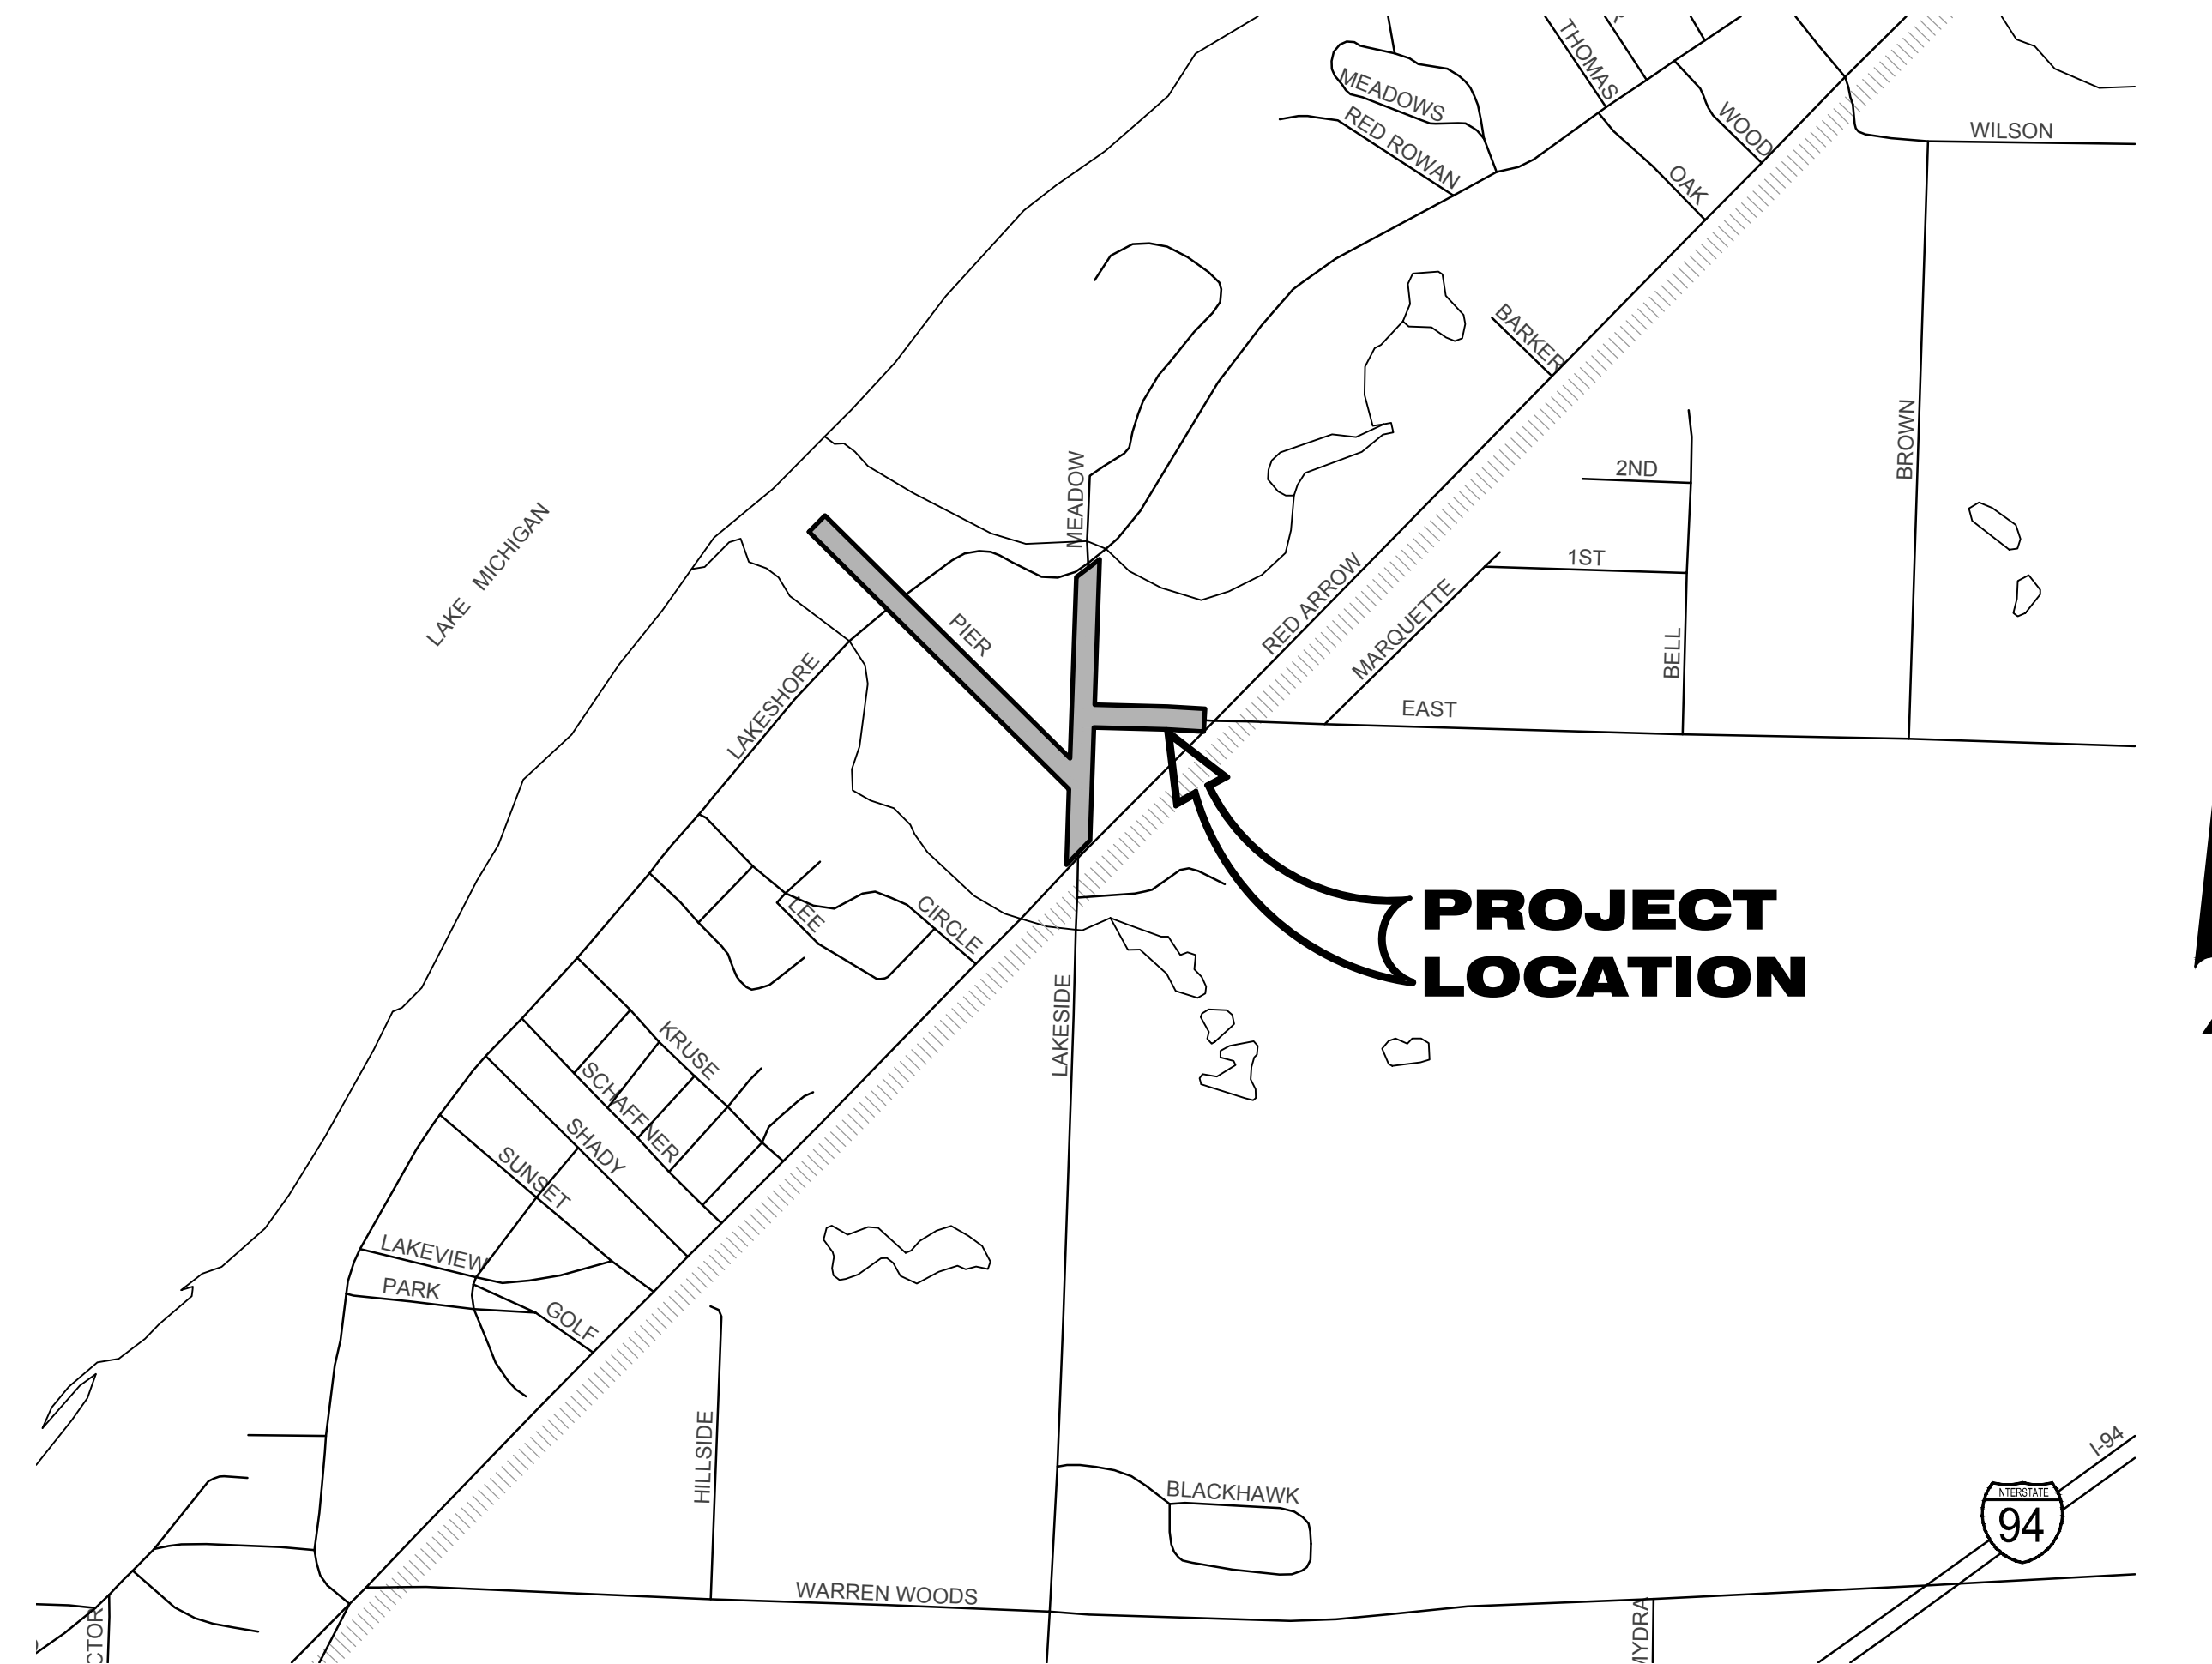 THOMAS
MEADOWS
RED ROWAN
WOOD
WILSON
OAK
BARKER
BROWN
2ND
MEADOW
LAKE MICHIGAN
1ST
RED ARROW
MARQUETTE
PIER
BELL
LAKESHORE
EAST
LEE
CIRCLE
PROJECT
LOCATION
LAKESIDE
KRUSE
SCHAFFNER
SHADY
SUNSET
LAKEVIEW
PARK
GOLF
HILLSIDE
I-94
BLACKHAWK
INTERSTATE
94
WARREN WOODS
CTOR
MYDRA